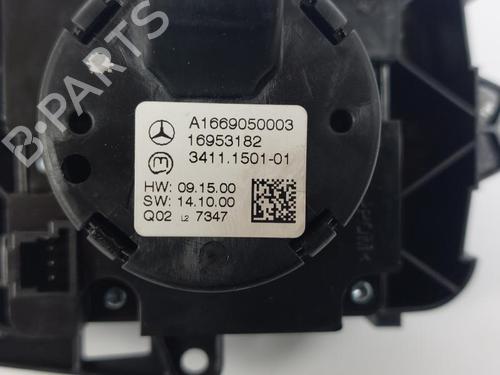 B-PARTS
A1669050003
16953182
3411.1501-01
HW: 09.15.00
SW: 14.10.00
Q02 L2 7347